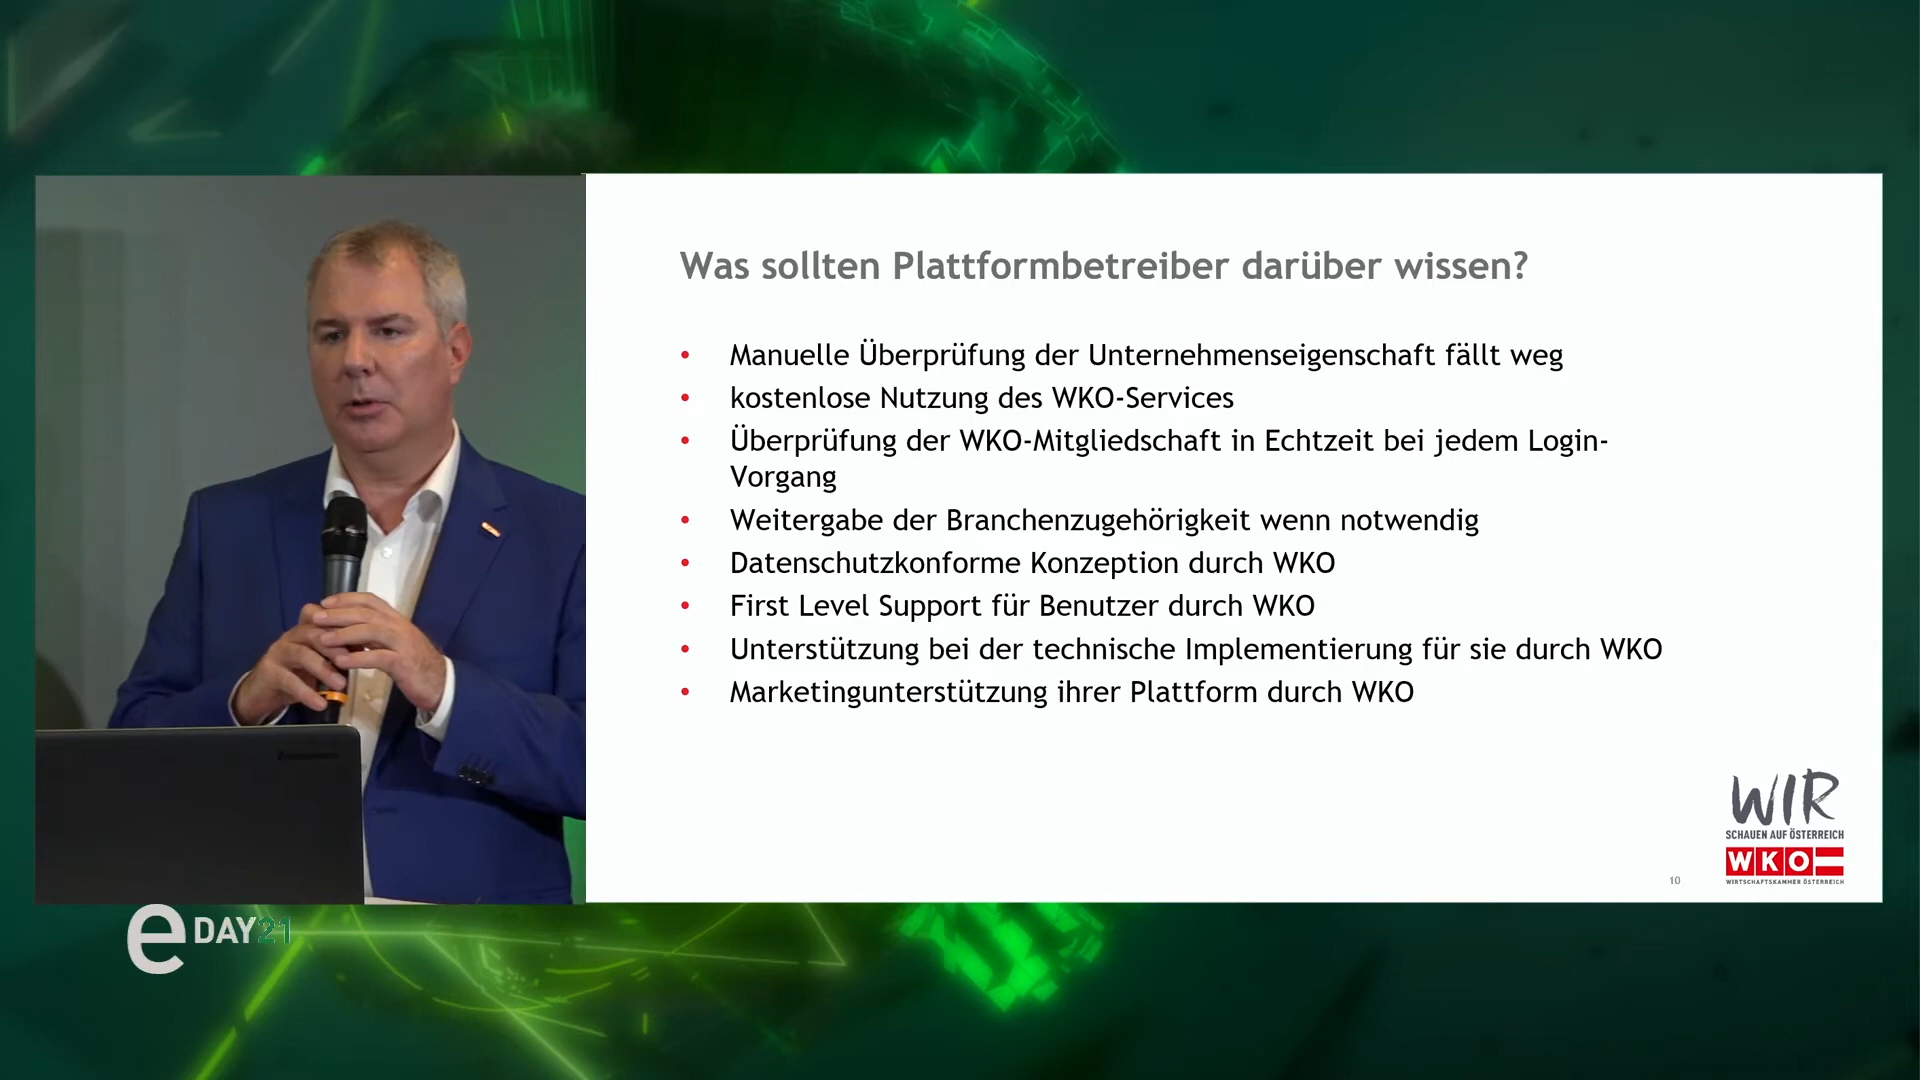 Was sollten Plattformbetreiber darüber wissen?
• Manuelle Überprüfung der Unternehmenseigenschaft fällt weg
• kostenlose Nutzung des WKO-Services
• Überprüfung der WKO-Mitgliedschaft in Echtzeit bei jedem Login-
Vorgang
• Weitergabe der Branchenzugehörigkeit wenn notwendig
• Datenschutzkonforme Konzeption durch WKO
• First Level Support für Benutzer durch WKO
• Unterstützung bei der technische Implementierung für sie durch WKO
• Marketingunterstützung ihrer Plattform durch WKO
WIR
SCHAUEN AUF ÖSTERREICH
WKO
WIRTSCHAFTSKAMMER ÖSTERREICH
10
e DAY21